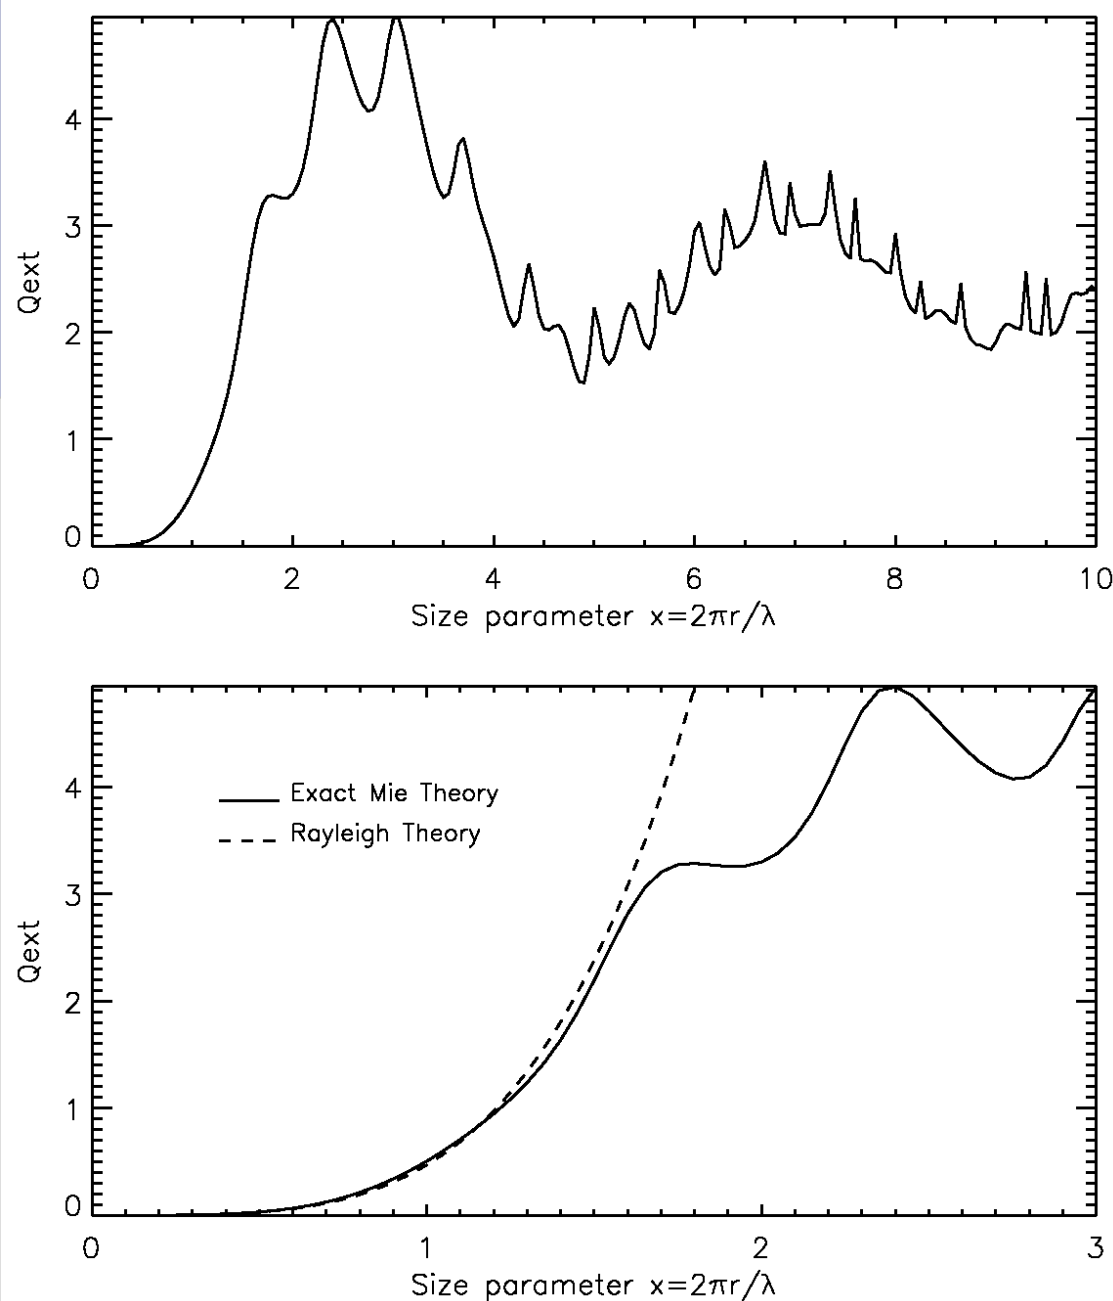 4
3
2
1
0
Qext
0 2 4 6 8 10
Size parameter x=2πr/λ
Exact Mie Theory
Rayleigh Theory
4
3
2
1
0
Qext
0 1 2 3
Size parameter x=2πr/λ